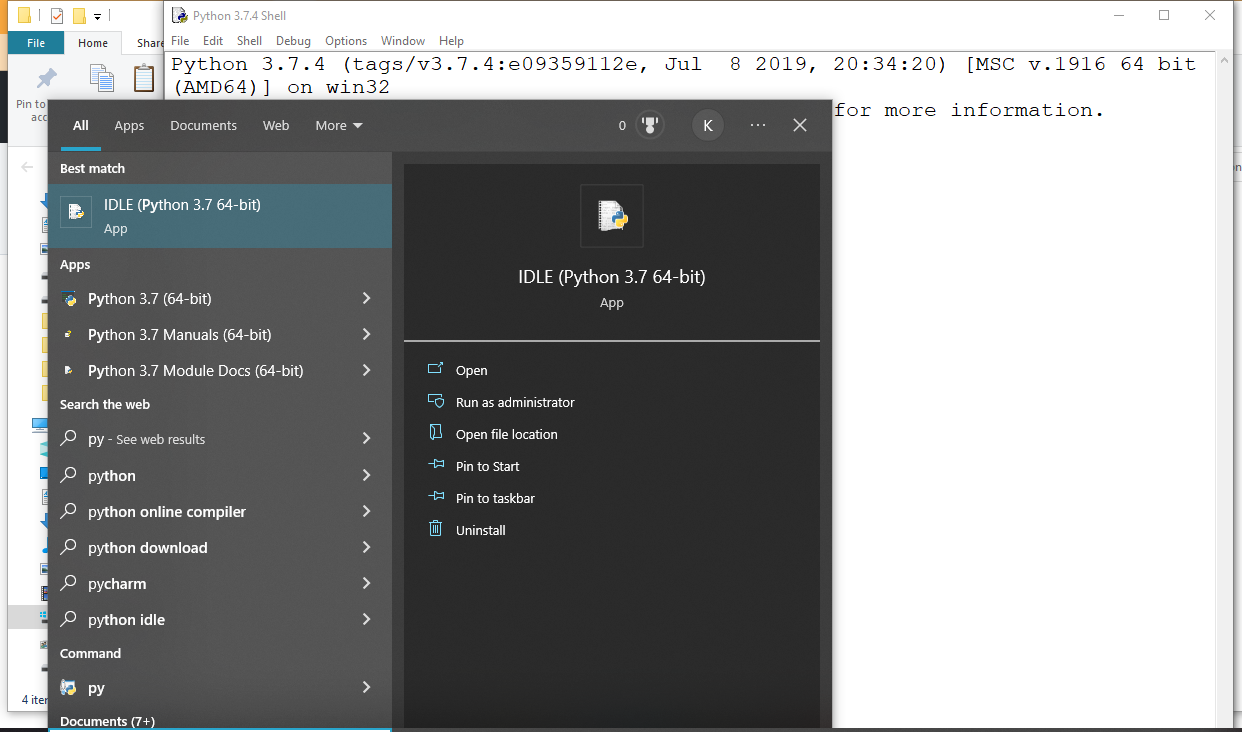 Python 3.7.4 Shell
File Home Share
File Edit Shell Debug Options Window Help
Python 3.7.4 (tags/v3.7.4:e09359112e, Jul 8 2019, 20:34:20) [MSC v.1916 64 bit
(AMD64)] on win32
for more information.
Pin to
All Apps Documents Web More 0 K ...
Best match
IDLE (Python 3.7 64-bit)
App
Apps
Python 3.7 (64-bit)
Python 3.7 Manuals (64-bit)
Python 3.7 Module Docs (64-bit)
Search the web
py - See web results
python
python online compiler
python download
pycharm
python idle
Command
py
Documents (7+)
IDLE (Python 3.7 64-bit)
App
Open
Run as administrator
Open file location
Pin to Start
Pin to taskbar
Uninstall
4